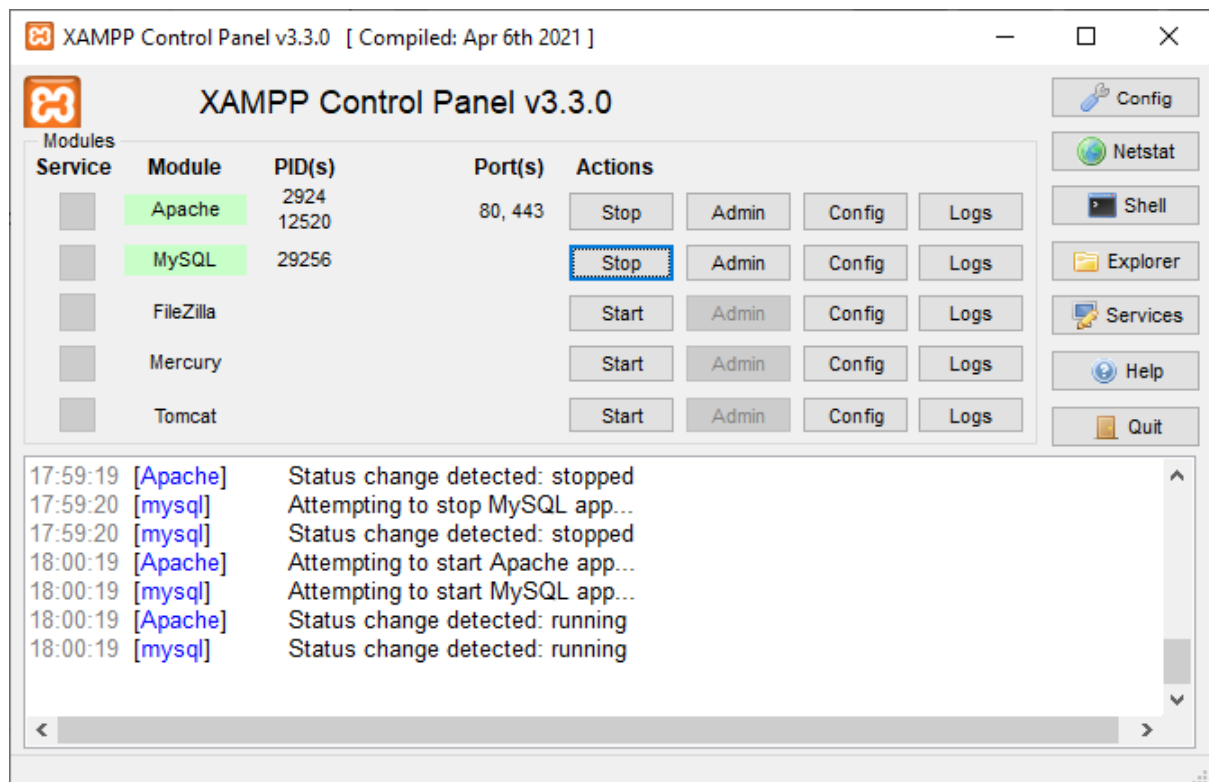 XAMPP Control Panel v3.3.0 [ Compiled: Apr 6th 2021 ]
XAMPP Control Panel v3.3.0
Config
Modules
Service Module PID(s) Port(s) Actions
Netstat
Apache 2924 12520 80, 443 Stop Admin Config Logs
Shell
MySQL 29256 Stop Admin Config Logs
Explorer
FileZilla Start Admin Config Logs
Services
Mercury Start Admin Config Logs
Help
Tomcat Start Admin Config Logs
Quit
17:59:19 [Apache] Status change detected: stopped
17:59:20 [mysql] Attempting to stop MySQL app...
17:59:20 [mysql] Status change detected: stopped
18:00:19 [Apache] Attempting to start Apache app...
18:00:19 [mysql] Attempting to start MySQL app...
18:00:19 [Apache] Status change detected: running
18:00:19 [mysql] Status change detected: running